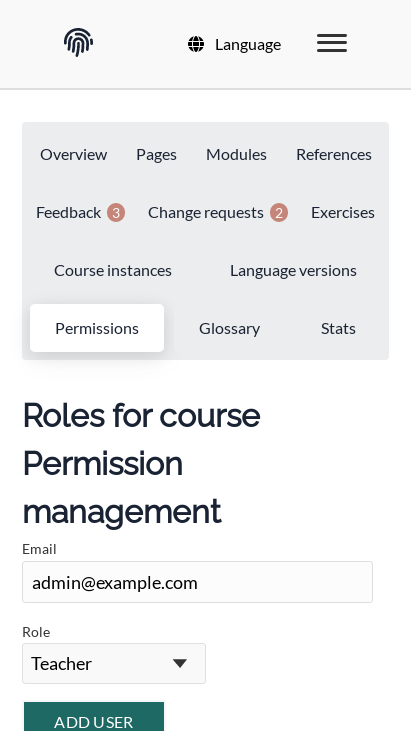 Language
Overview Pages Modules References
Feedback 3 Change requests 2 Exercises
Course instances Language versions
Permissions Glossary Stats
Roles for course
Permission
management
Email
admin@example.com
Role
Teacher
ADD USER